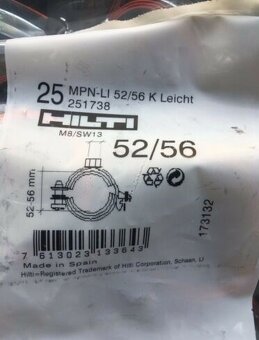 25 MPN-LI 52/56 K Leicht
251738
HILTI
M8/SW13
52/56
52-56 mm
173132
7 613023 133643
Made in Spain
Hilti=Registered Trademark of Hilti Corporation, Schaan, LI